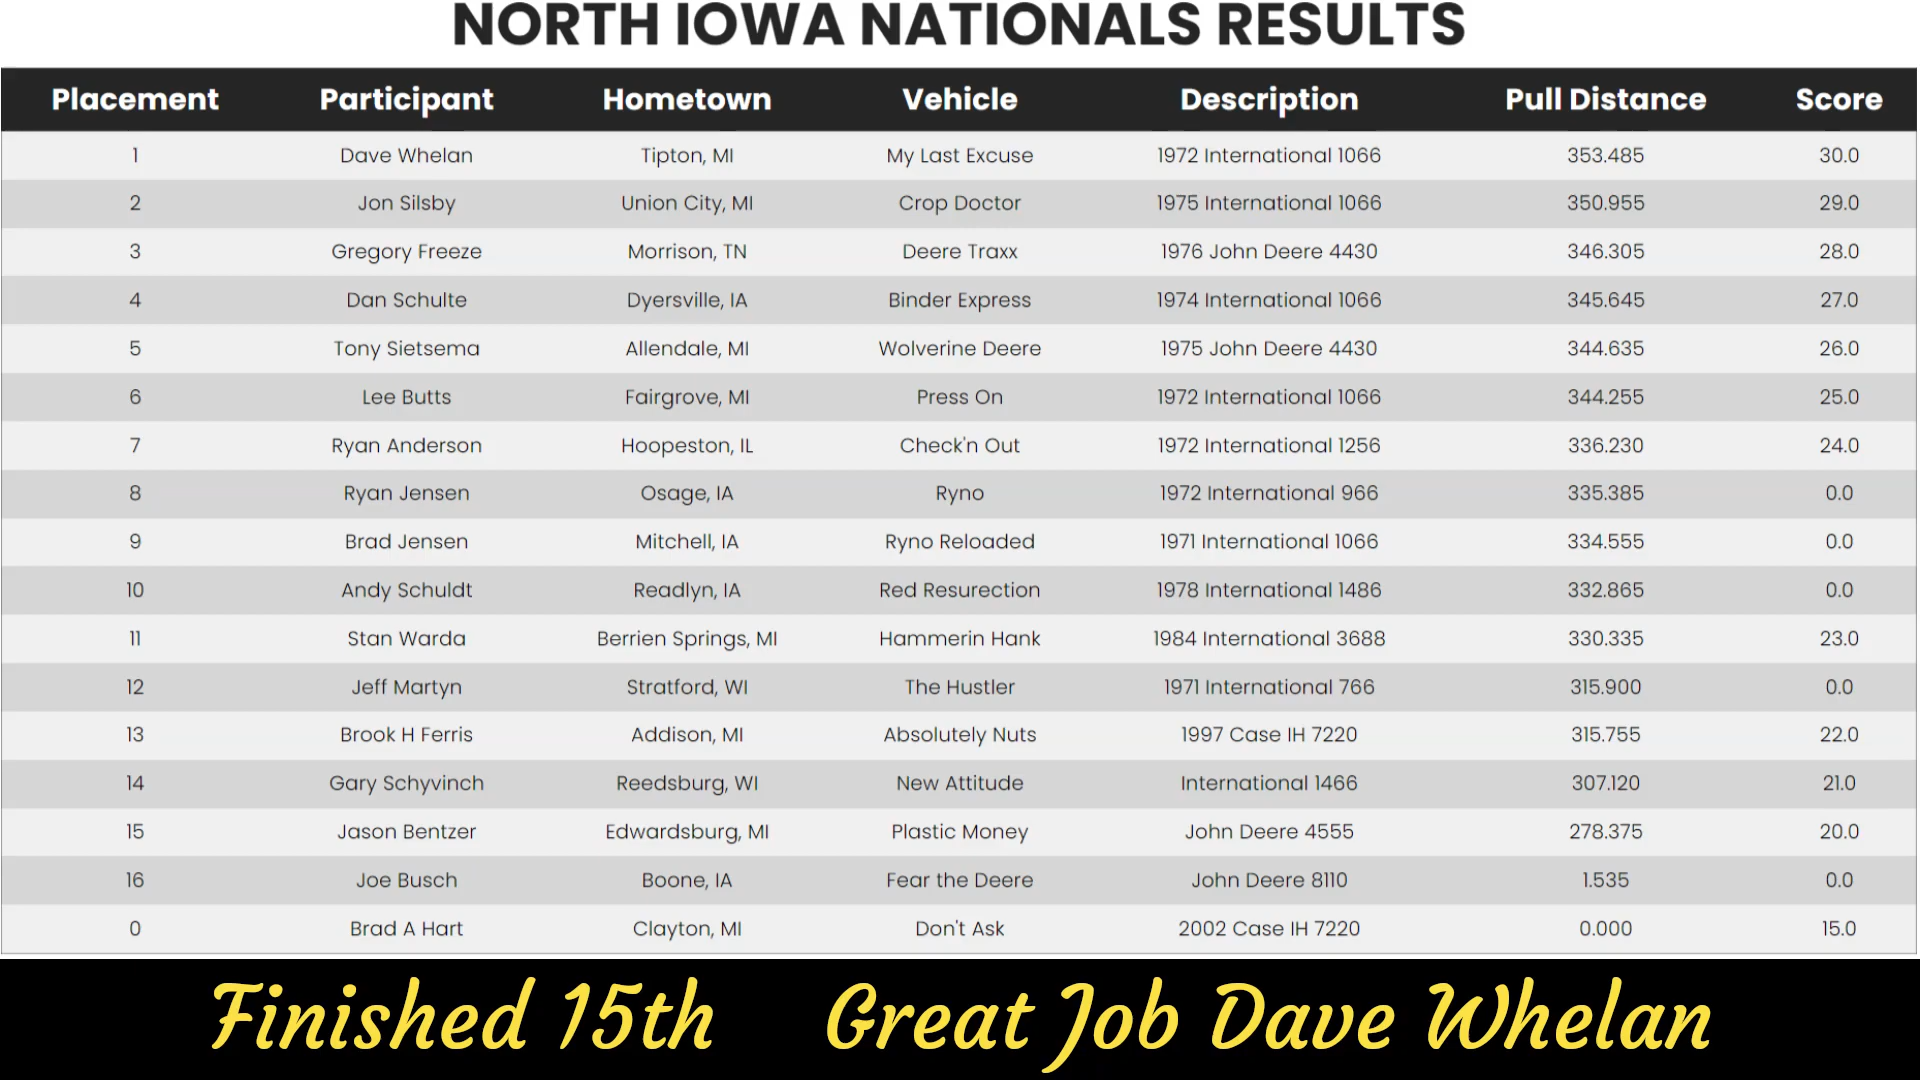 NORTH IOWA NATIONALS RESULTS
Placement Participant Hometown Vehicle Description Pull Distance Score
1 Dave Whelan Tipton, MI My Last Excuse 1972 International 1066 353.485 30.0
2 Jon Silsby Union City, MI Crop Doctor 1975 International 1066 350.955 29.0
3 Gregory Freeze Morrison, TN Deere Traxx 1976 John Deere 4430 346.305 28.0
4 Dan Schulte Dyersville, IA Binder Express 1974 International 1066 345.645 27.0
5 Tony Sietsema Allendale, MI Wolverine Deere 1975 John Deere 4430 344.635 26.0
6 Lee Butts Fairgrove, MI Press On 1972 International 1066 344.255 25.0
7 Ryan Anderson Hoopeston, IL Check'n Out 1972 International 1256 336.230 24.0
8 Ryan Jensen Osage, IA Ryno 1972 International 966 335.385 0.0
9 Brad Jensen Mitchell, IA Ryno Reloaded 1971 International 1066 334.555 0.0
10 Andy Schuldt Readlyn, IA Red Resurection 1978 International 1486 332.865 0.0
11 Stan Warda Berrien Springs, MI Hammerin Hank 1984 International 3688 330.335 23.0
12 Jeff Martyn Stratford, WI The Hustler 1971 International 766 315.900 0.0
13 Brook H Ferris Addison, MI Absolutely Nuts 1997 Case IH 7220 315.755 22.0
14 Gary Schyvinch Reedsburg, WI New Attitude International 1466 307.120 21.0
15 Jason Bentzer Edwardsburg, MI Plastic Money John Deere 4555 278.375 20.0
16 Joe Busch Boone, IA Fear the Deere John Deere 8110 1.535 0.0
0 Brad A Hart Clayton, MI Don't Ask 2002 Case IH 7220 0.000 15.0
Finished 15th Great Job Dave Whelan